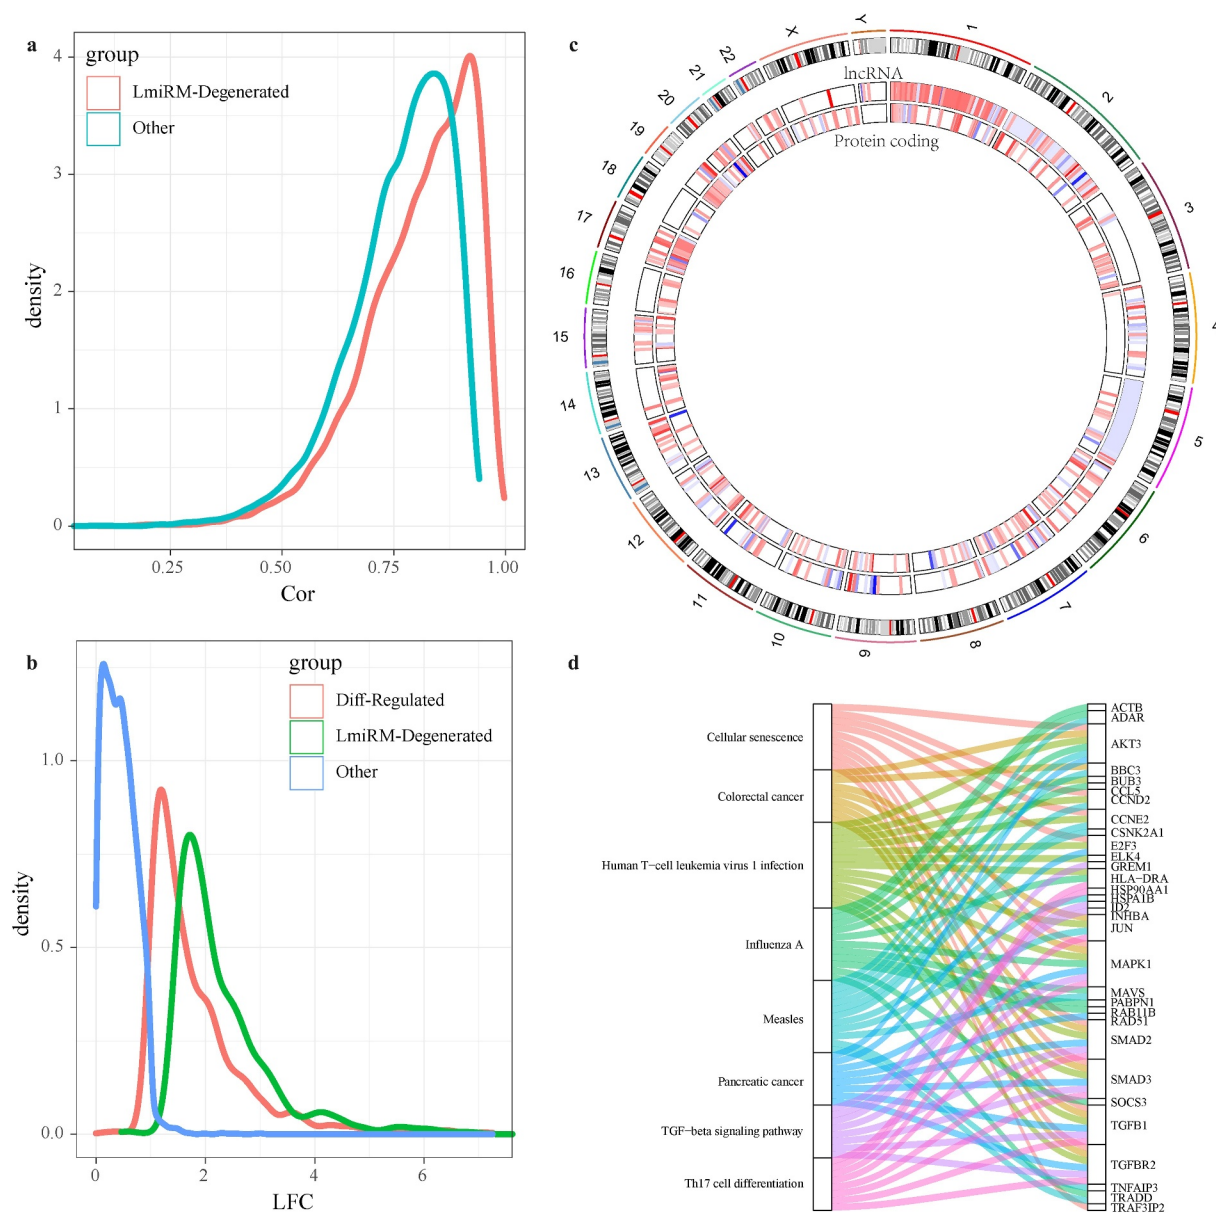 a
group
LmiRM-Degenerated
Other
4
3
2
1
0
density
0.25
0.50
0.75
1.00
Cor
b
group
Diff-Regulated
LmiRM-Degenerated
Other
1.0
0.5
0.0
density
0
2
4
6
LFC
c
lncRNA
Protein coding
1
2
3
4
5
6
7
8
9
10
11
12
13
14
15
16
17
18
19
20
21
22
X
Y
d
Cellular senescence
Colorectal cancer
Human T-cell leukemia virus 1 infection
Influenza A
Measles
Pancreatic cancer
TGF-beta signaling pathway
Th17 cell differentiation
ACTB
ADAR
AKT3
BBC3
BUB3
CCL5
CCND2
CCNE2
CSNK2A1
E2F3
ELK4
GREM1
HLA-DRA
HSP90AA1
HSPA1B
ID2
INHBA
JUN
MAPK1
MAVS
PABPN1
RAB11B
RAD51
SMAD2
SMAD3
SOCS3
TGFB1
TGFBR2
TNFAIP3
TRADD
TRAF3IP2